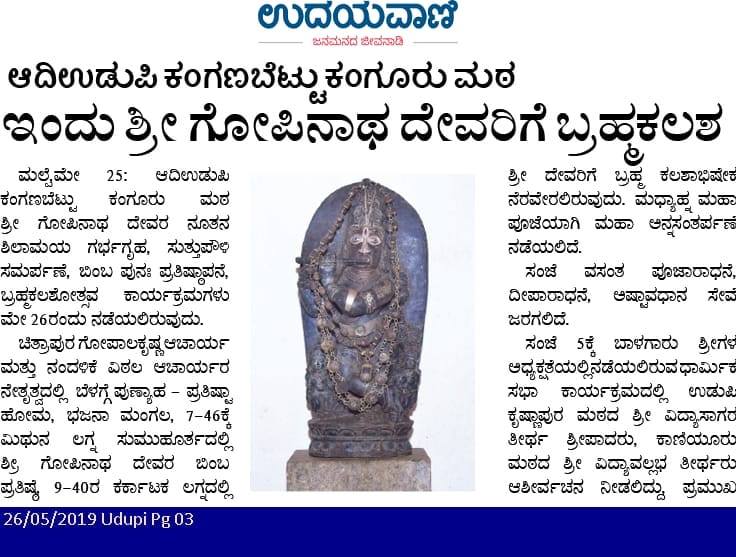 ಉದಯವಾಣಿ
ಜನಮನದ ಜೀವನಾಡಿ
ಆದಿಉಡುಪಿ ಕಂಗಣಬೆಟ್ಟು ಕಂಗೂರು ಮಠ
ಇಂದು ಶ್ರೀ ಗೋಪಿನಾಥ ದೇವರಿಗೆ ಬ್ರಹ್ಮಕಲಶ
ಮಲ್ಪೆ,ಮೇ 25: ಆದಿಉಡುಪಿ
ಕಂಗಣಬೆಟ್ಟು ಕಂಗೂರು ಮಠ
ಶ್ರೀ ಗೋಪಿನಾಥ ದೇವರ ನೂತನ
ಶಿಲಾಮಯ ಗರ್ಭಗೃಹ, ಸುತ್ತುಪೌಳಿ
ಸಮರ್ಪಣೆ, ಬಿಂಬ ಪುನಃ ಪ್ರತಿಷ್ಠಾಪನೆ,
ಬ್ರಹ್ಮಕಲಶೋತ್ಸವ ಕಾರ್ಯಕ್ರಮಗಳು
ಮೇ 26ರಂದು ನಡೆಯಲಿರುವುದು.
ಚಿತ್ರಾಪುರ ಗೋಪಾಲಕೃಷ್ಣ ಆಚಾರ್ಯ
ಮತ್ತು ನಂದಳಿಕೆ ವಿಠಲ ಆಚಾರ್ಯರ
ನೇತೃತ್ವದಲ್ಲಿ ಬೆಳಗ್ಗೆ ಪುಣ್ಯಾಹ – ಪ್ರತಿಷ್ಟಾ
ಹೋಮ, ಭಜನಾ ಮಂಗಲ, 7-46ಕ್ಕೆ
ಮಿಥುನ ಲಗ್ನ ಸುಮುಹೂರ್ತದಲ್ಲಿ
ಶ್ರೀ ಗೋಪಿನಾಥ ದೇವರ ಬಿಂಬ
ಪ್ರತಿಷ್ಠೆ, 9-40ರ ಕರ್ಕಾಟಕ ಲಗ್ನದಲ್ಲಿ
ಶ್ರೀ ದೇವರಿಗೆ ಬ್ರಹ್ಮ ಕಲಶಾಭಿಷೇಕ
ನೆರವೇರಲಿರುವುದು. ಮಧ್ಯಾಹ್ನ ಮಹಾ
ಪೂಜೆಯಾಗಿ ಮಹಾ ಅನ್ನಸಂತರ್ಪಣೆ
ನಡೆಯಲಿದೆ.
ಸಂಜೆ ವಸಂತ ಪೂಜಾರಾಧನೆ,
ದೀಪಾರಾಧನೆ, ಅಷ್ಟಾವಧಾನ ಸೇವೆ
ಜರಗಲಿದೆ.
ಸಂಜೆ 5ಕ್ಕೆ ಬಾಳಗಾರು ಶ್ರೀಗಳ
ಅಧ್ಯಕ್ಷತೆಯಲ್ಲಿ ನಡೆಯಲಿರುವ ಧಾರ್ಮಿಕ
ಸಭಾ ಕಾರ್ಯಕ್ರಮದಲ್ಲಿ ಉಡುಪಿ
ಕೃಷ್ಣಾಪುರ ಮಠದ ಶ್ರೀ ವಿದ್ಯಾಸಾಗರ
ತೀರ್ಥ ಶ್ರೀಪಾದರು, ಕಾಣಿಯೂರು
ಮಠದ ಶ್ರೀ ವಿದ್ಯಾವಲ್ಲಭ ತೀರ್ಥರು
ಆಶೀರ್ವಚನ ನೀಡಲಿದ್ದು, ಪ್ರಮುಖ
26/05/2019 Udupi Pg 03